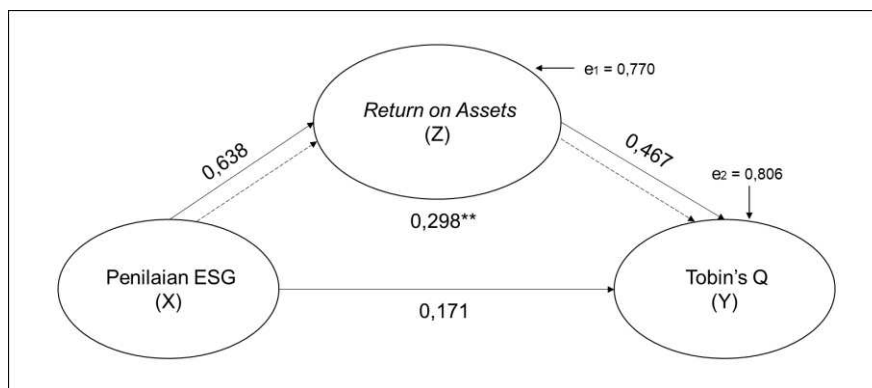 e1 = 0,770
Return on Assets
(Z)
0,638
0,467
e2 = 0,806
0,298**
Penilaian ESG
(X)
Tobin's Q
(Y)
0,171